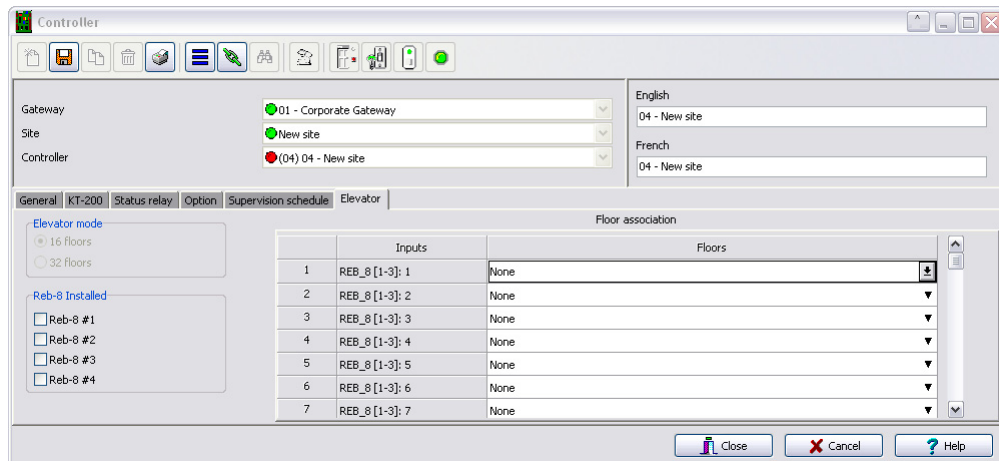 Controller
Gateway
01 - Corporate Gateway
Site
New site
Controller
(04) 04 - New site
English
04 - New site
French
04 - New site
General KT-200 Status relay Option Supervision schedule Elevator
Elevator mode
16 floors
32 floors
Reb-8 Installed
Reb-8 #1
Reb-8 #2
Reb-8 #3
Reb-8 #4
Floor association
Inputs Floors
1 REB_8 [1-3]: 1 None
2 REB_8 [1-3]: 2 None
3 REB_8 [1-3]: 3 None
4 REB_8 [1-3]: 4 None
5 REB_8 [1-3]: 5 None
6 REB_8 [1-3]: 6 None
7 REB_8 [1-3]: 7 None
Close Cancel Help